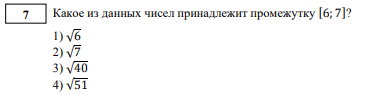 7 Какое из данных чисел принадлежит промежутку [6; 7]?
1) √6
2) √7
3) √40
4) √51